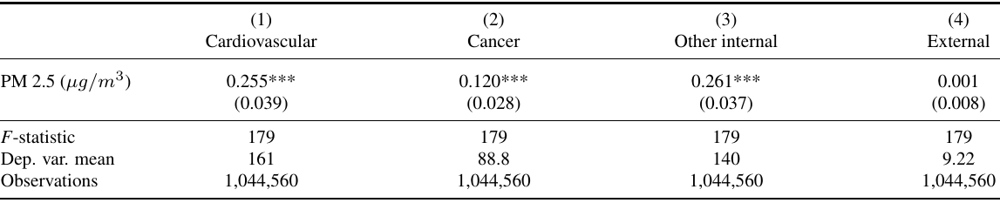 (1) (2) (3) (4)
Cardiovascular Cancer Other internal External
PM 2.5 (μg/m³) 0.255*** 0.120*** 0.261*** 0.001
(0.039) (0.028) (0.037) (0.008)
F-statistic 179 179 179 179
Dep. var. mean 161 88.8 140 9.22
Observations 1,044,560 1,044,560 1,044,560 1,044,560